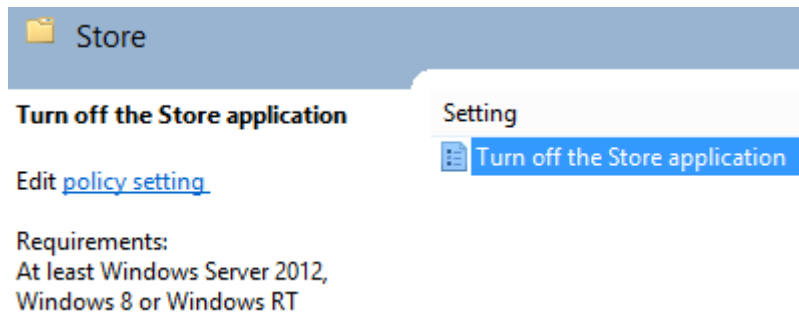 Store
Turn off the Store application
Edit policy setting
Requirements:
At least Windows Server 2012,
Windows 8 or Windows RT
Setting
Turn off the Store application